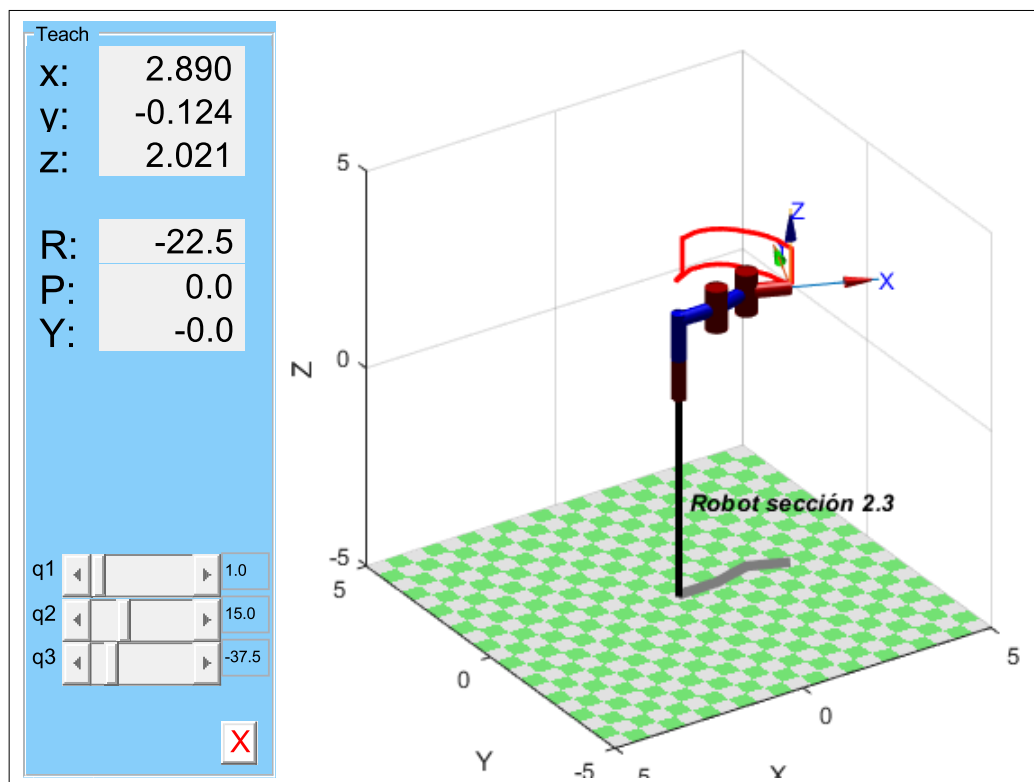 Teach
x: 2.890
y: -0.124
z: 2.021
R: -22.5
P: 0.0
Y: -0.0
q1 1.0
q2 15.0
q3 -37.5
X
5
0
-5
Z
Z
X
Robot sección 2.3
5
0
-5
Y
5
0
5
X